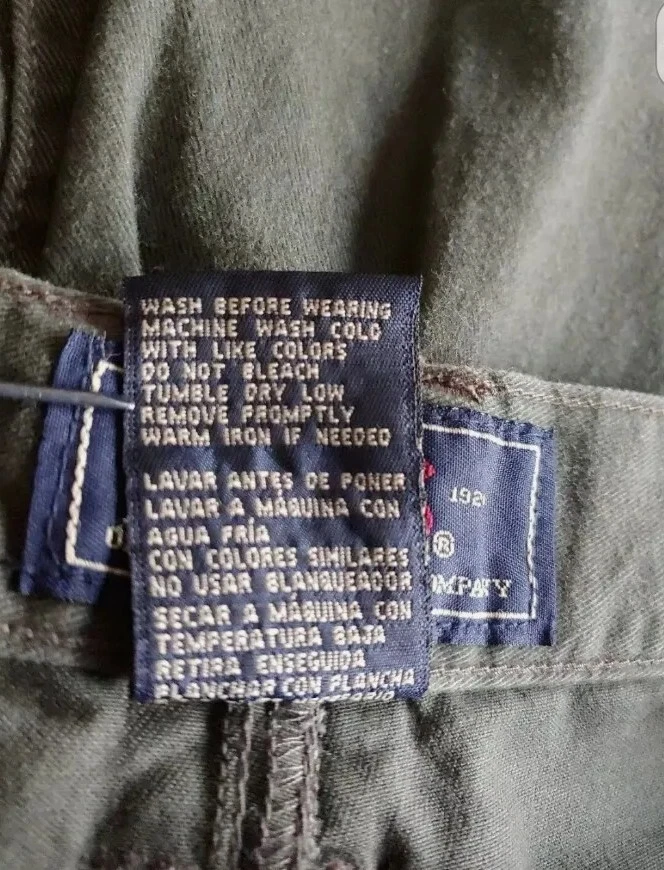 WASH BEFORE WEARING
MACHINE WASH COLD
WITH LIKE COLORS
DO NOT BLEACH
TUMBLE DRY LOW
REMOVE PROMPTLY
WARM IRON IF NEEDED
LAVAR ANTES DE PONER
LAVAR A MÁQUINA CON
AGUA FRÍA
CON COLORES SIMILARES
NO USAR BLANQUEADOR
SECAR A MÁQUINA CON
TEMPERATURA BAJA
RETIRA ENSEGUIDA
PLANCHAR CON PLANCHA
192
®
OMPANY